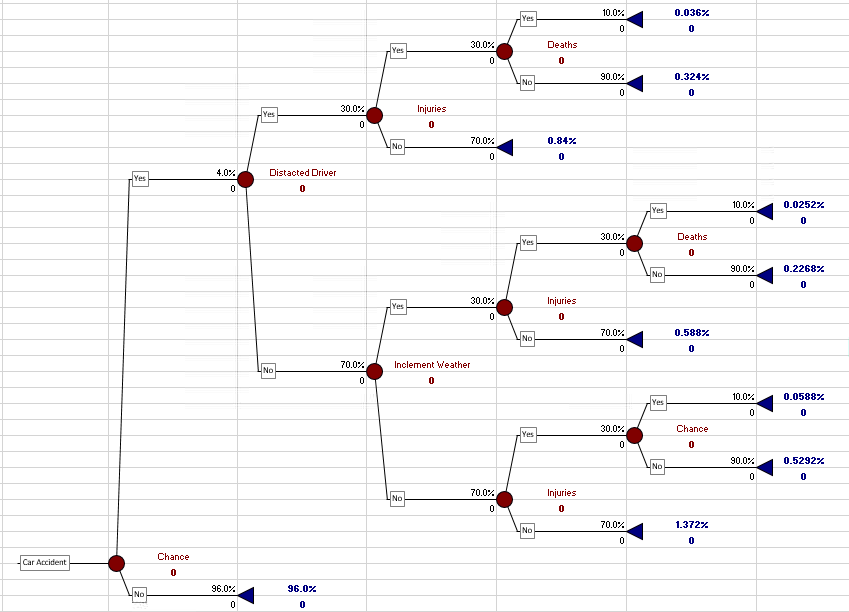 Yes 10.0% 0.036%
0 0
Yes 30.0% Deaths
0 0
No 90.0% 0.324%
0 0
Yes 30.0% Injuries
0 0
No 70.0% 0.84%
0 0
Yes 4.0% Distacted Driver
0 0
Yes 10.0% 0.0252%
0 0
Yes 30.0% Deaths
0 0
No 90.0% 0.2268%
0 0
Yes 30.0% Injuries
0 0
No 70.0% 0.588%
0 0
No 70.0% Inclement Weather
0 0
Yes 10.0% 0.0588%
0 0
Yes 30.0% Chance
0 0
No 90.0% 0.5292%
0 0
No 70.0% Injuries
0 0
No 70.0% 1.372%
0 0
Car Accident Chance
0
No 96.0% 96.0%
0 0